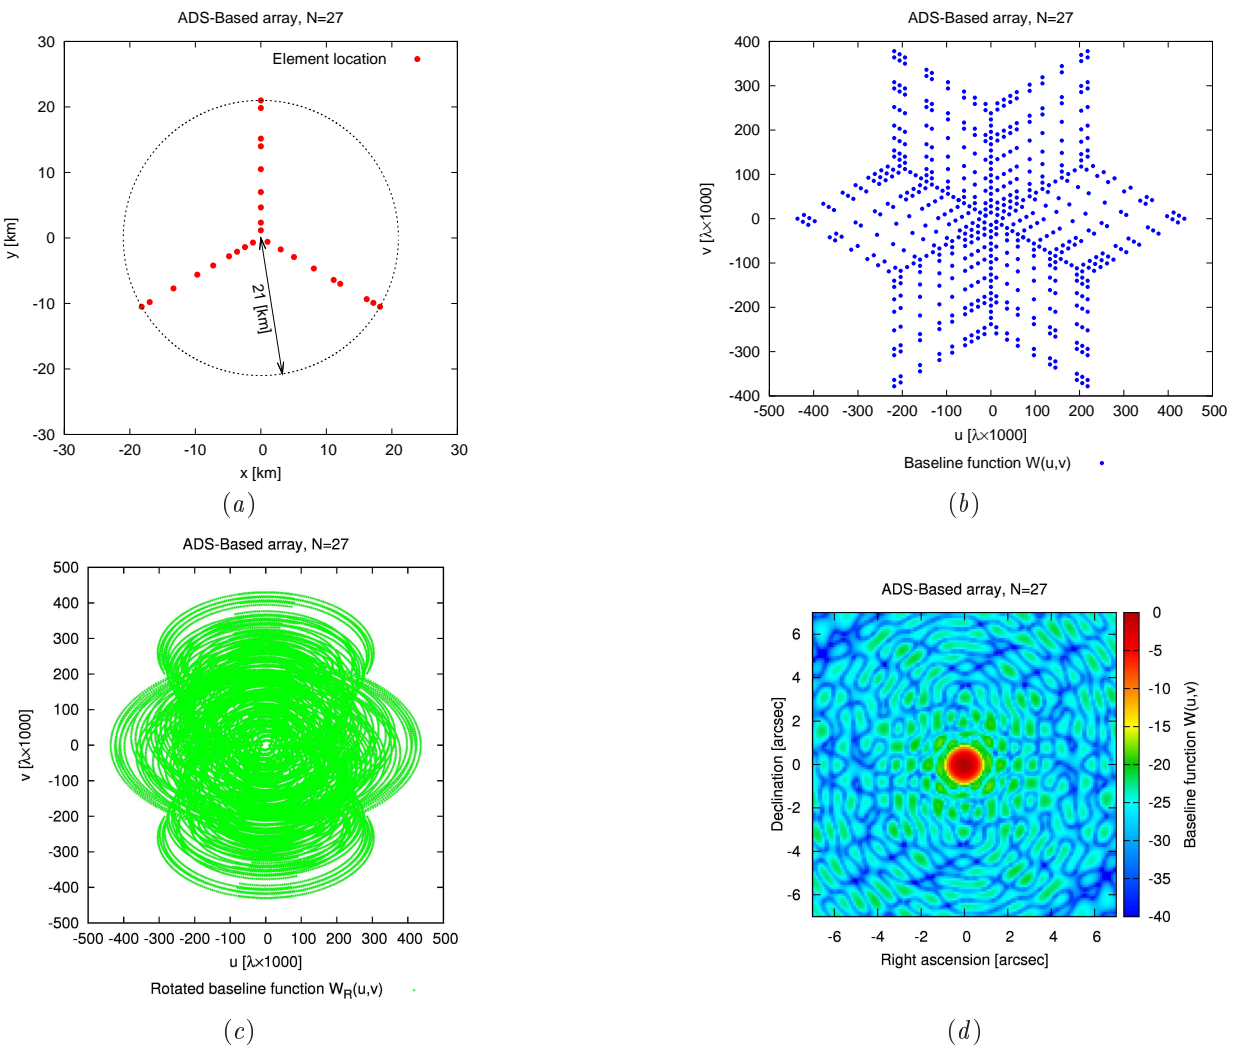 ADS-Based array, N=27
30
20
10
0
-10
-20
-30
-30 -20 -10 0 10 20 30
y [km]
x [km]
Element location
21 [km]
(a)
ADS-Based array, N=27
400
300
200
100
0
-100
-200
-300
-400
-500 -400 -300 -200 -100 0 100 200 300 400 500
v [λ×1000]
u [λ×1000]
Baseline function W(u,v)
(b)
ADS-Based array, N=27
500
400
300
200
100
0
-100
-200
-300
-400
-500
-500 -400 -300 -200 -100 0 100 200 300 400 500
v [λ×1000]
u [λ×1000]
Rotated baseline function W_R(u,v)
(c)
ADS-Based array, N=27
6
4
2
0
-2
-4
-6
-6 -4 -2 0 2 4 6
Declination [arcsec]
Right ascension [arcsec]
0
-5
-10
-15
-20
-25
-30
-35
-40
Baseline function W(u,v)
(d)